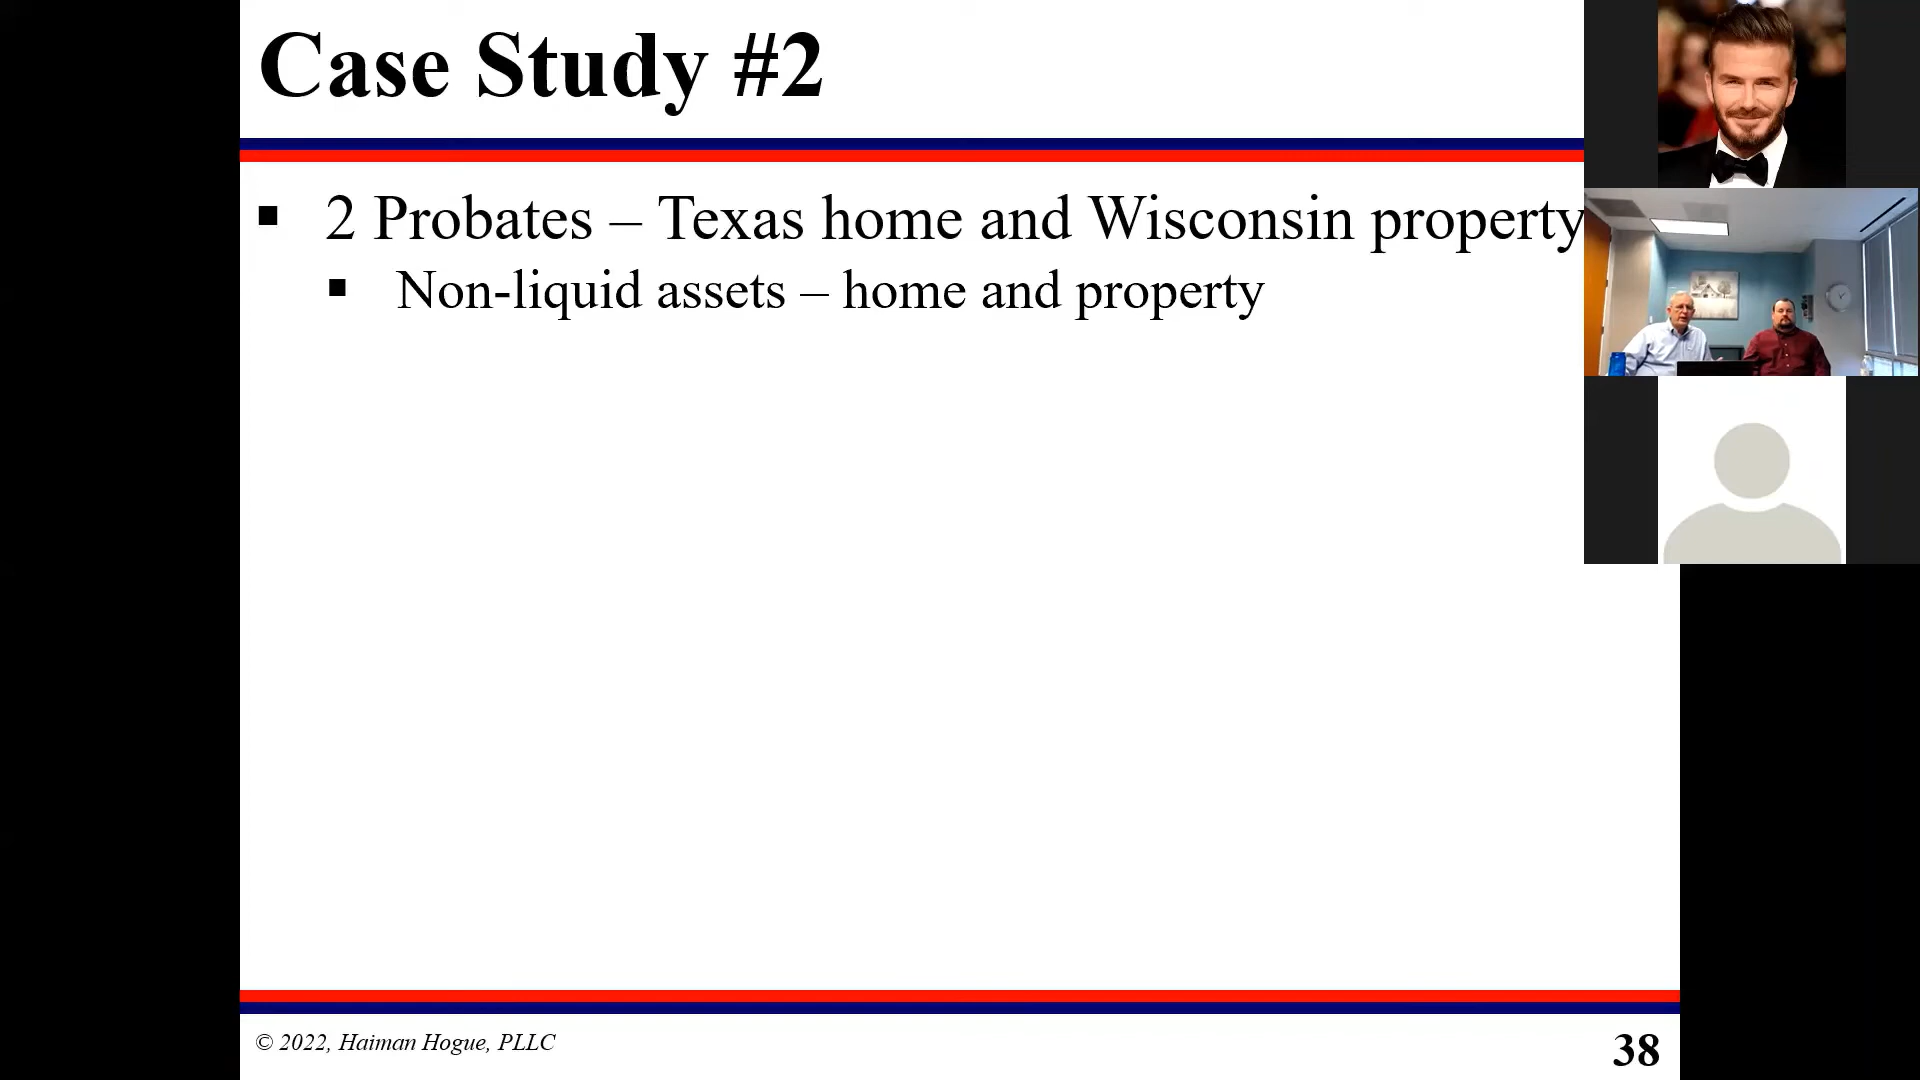 Case Study #2
▪ 2 Probates – Texas home and Wisconsin property
▪ Non-liquid assets – home and property
© 2022, Haiman Hogue, PLLC
38